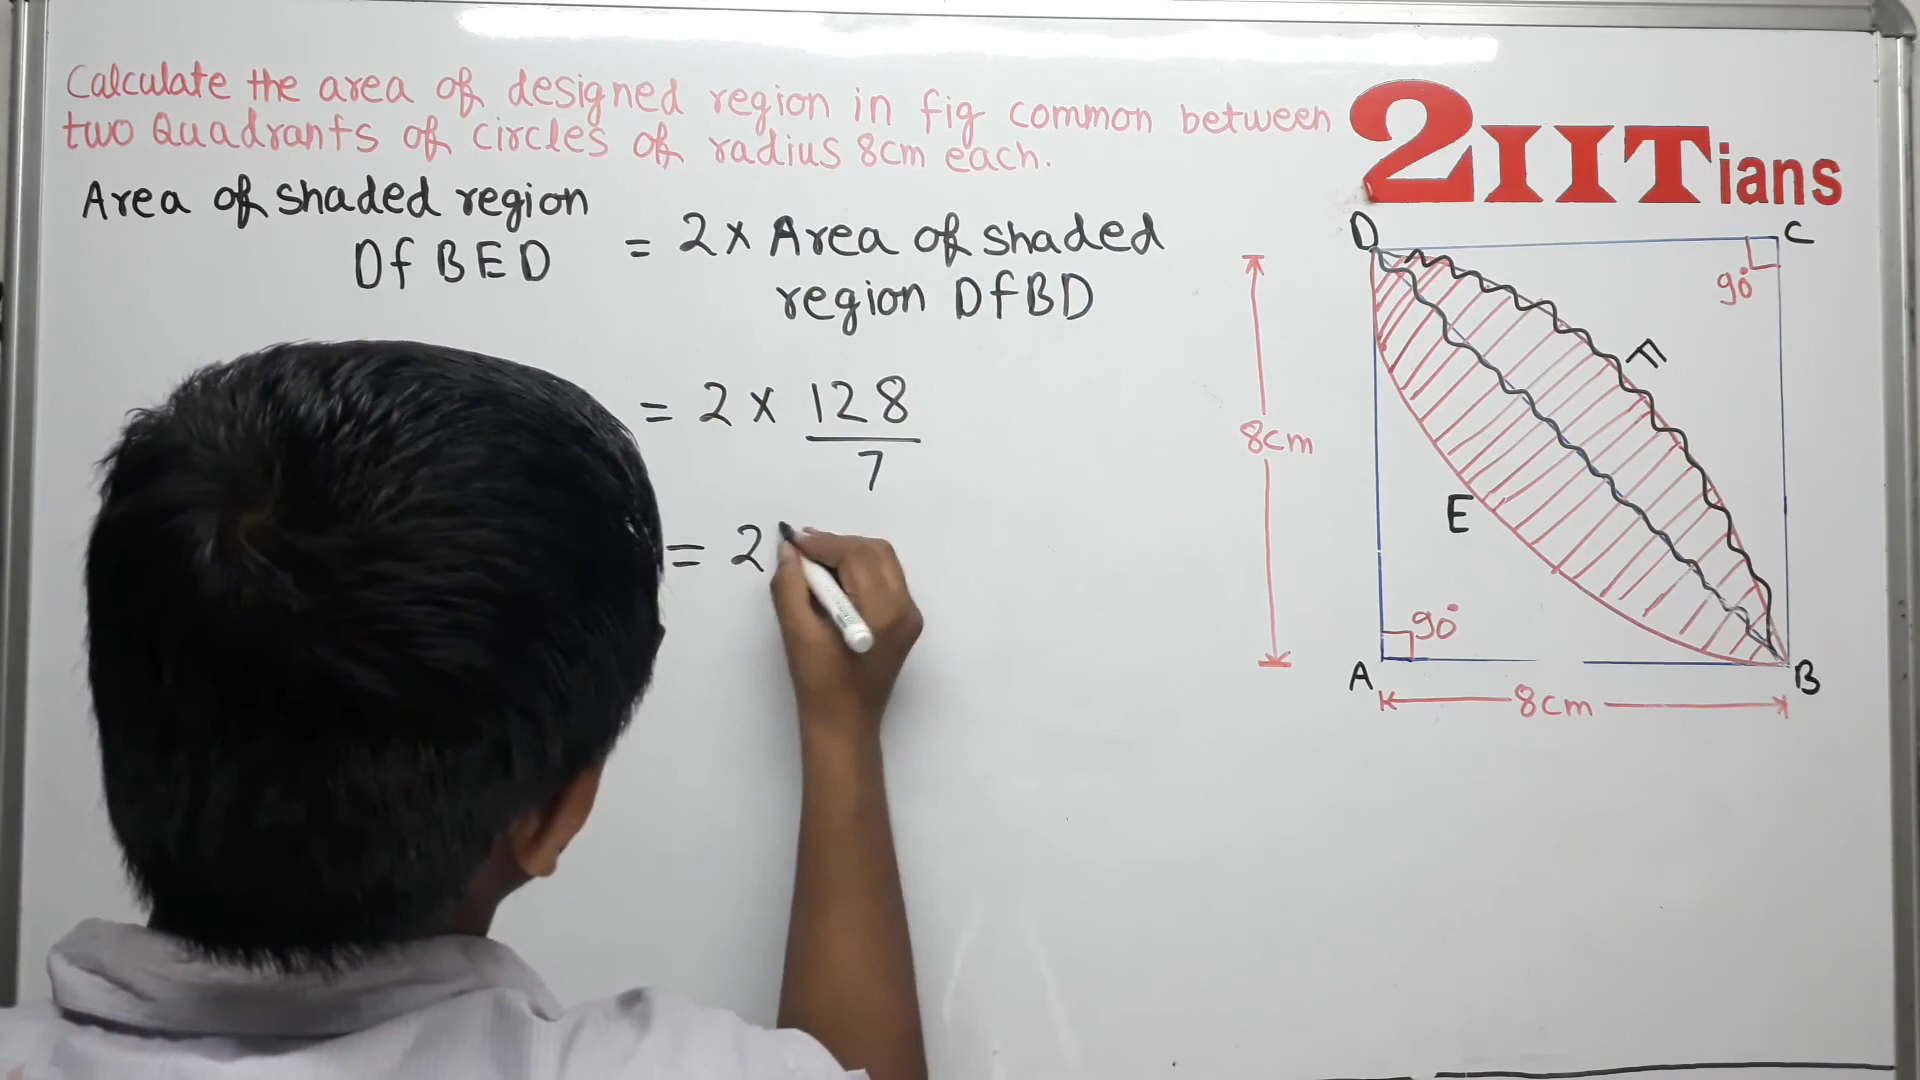 Calculate the area of designed region in fig common between
two Quadrants of circles of radius 8cm each.
2IITians
Area of shaded region
DfBED
= 2 × Area of shaded
region DfBD
= 2 × 128
7
= 2
D
C
90°
F
8cm
E
90°
A
B
8cm